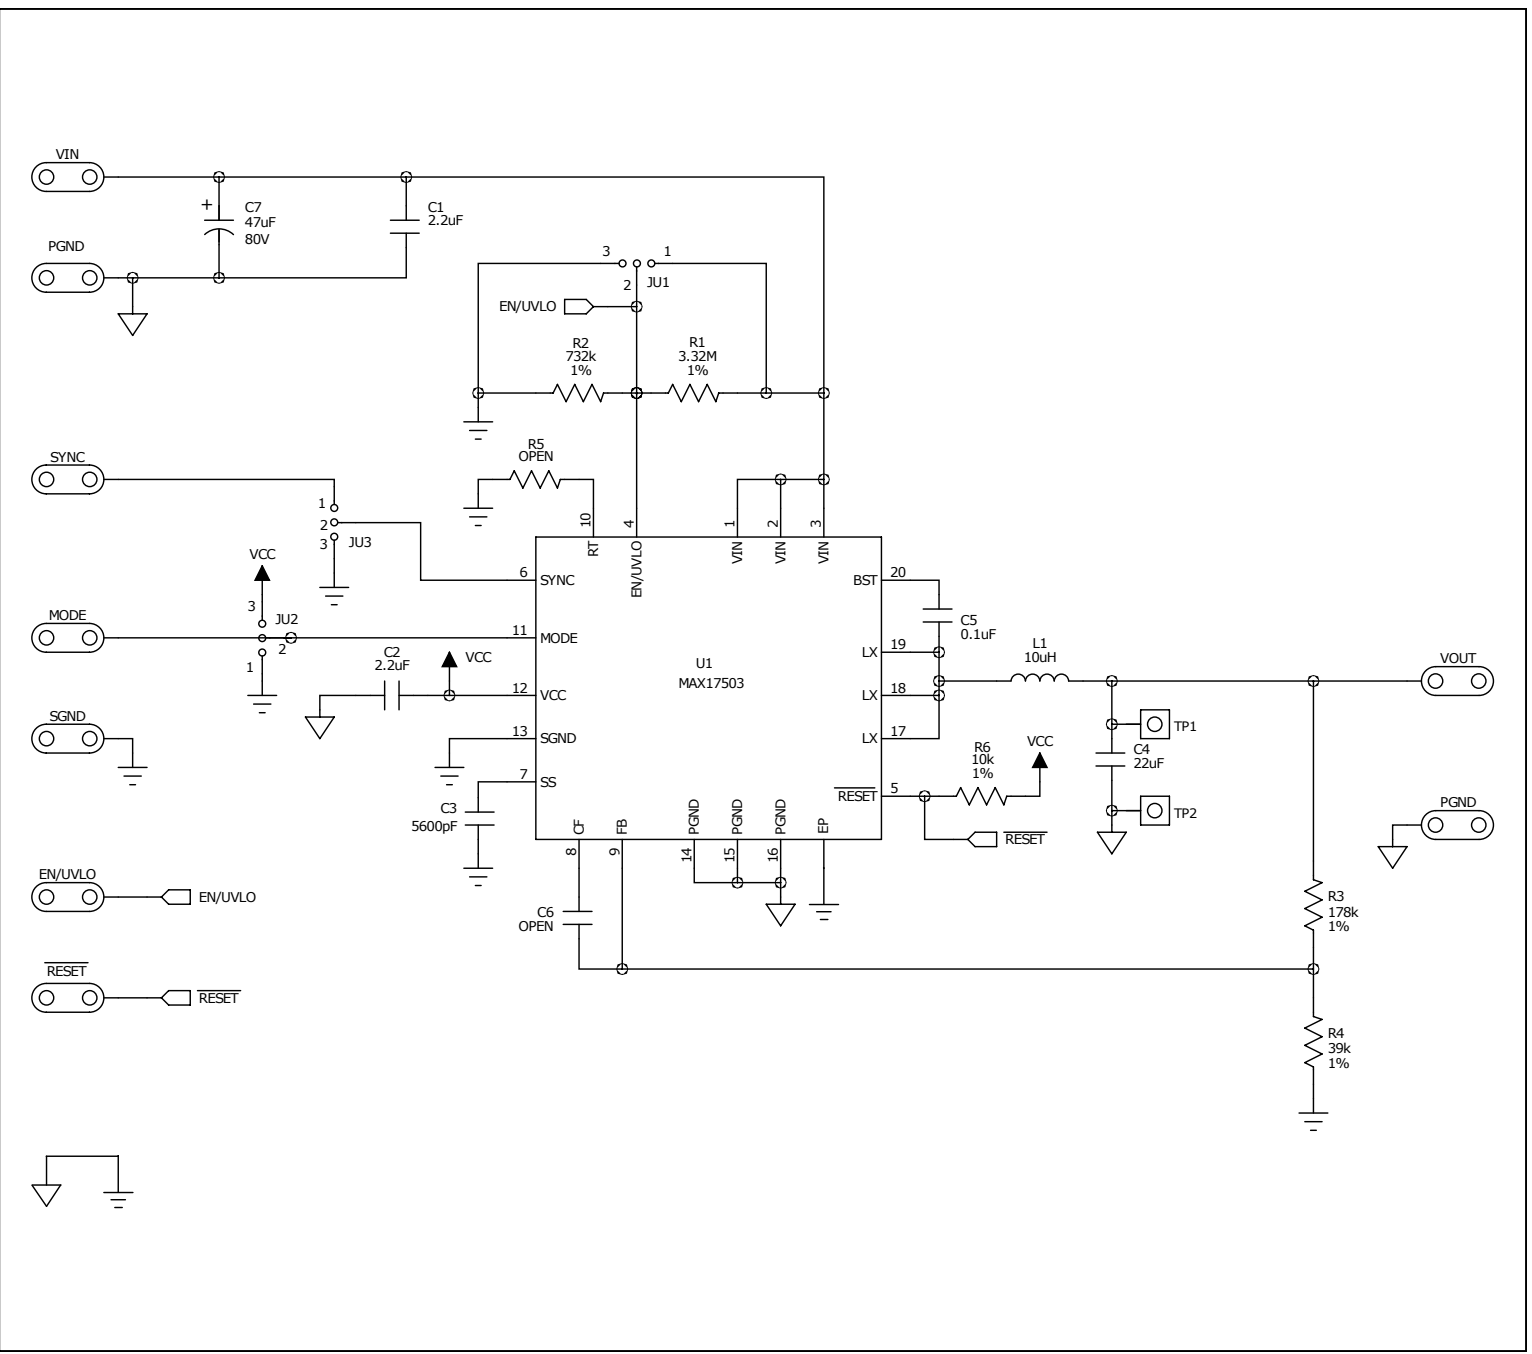 VIN
+
C7
47uF
80V
C1
2.2uF
PGND
3
1
2
JU1
EN/UVLO
R2
732k
1%
R1
3.32M
1%
R5
OPEN
SYNC
1
2
3
JU3
10
4
1
2
3
RT
EN/UVLO
VIN
VIN
VIN
VCC
3
JU2
2
1
MODE
6
SYNC
11
MODE
C2
2.2uF
VCC
12
VCC
SGND
13
SGND
7
SS
C3
5600pF
U1
MAX17503
BST
20
C5
0.1uF
LX
19
LX
18
LX
17
L1
10uH
VOUT
TP1
C4
22uF
TP2
R6
10k
1%
VCC
RESET
5
RESET
PGND
CF
FB
PGND
PGND
PGND
EP
8
9
14
15
16
EN/UVLO
EN/UVLO
C6
OPEN
R3
178k
1%
RESET
RESET
R4
39k
1%